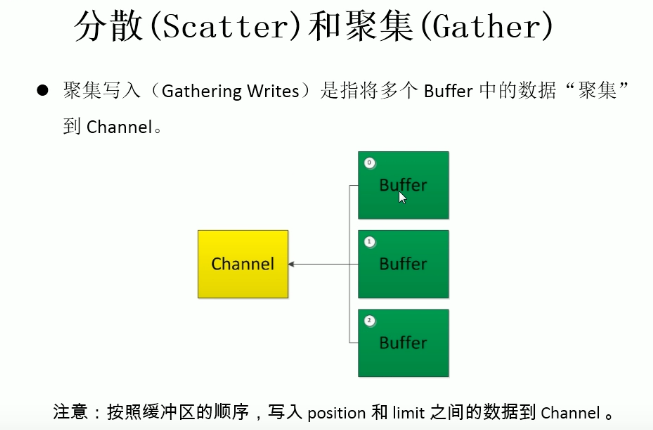 分散(Scatter)和聚集(Gather)
● 聚集写入（Gathering Writes）是指将多个 Buffer 中的数据“聚集”
到 Channel。
0
Buffer
1
Channel
Buffer
2
Buffer
注意：按照缓冲区的顺序，写入 position 和 limit 之间的数据到 Channel 。